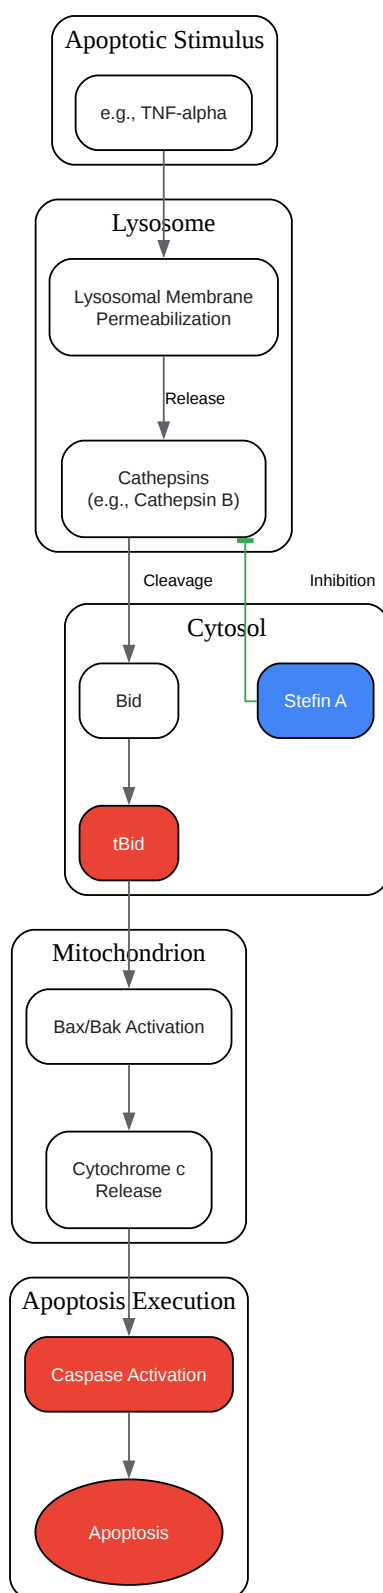 Apoptotic Stimulus
e.g., TNF-alpha
Lysosome
Lysosomal Membrane
Permeabilization
Release
Cathepsins
(e.g., Cathepsin B)
Cleavage
Inhibition
Cytosol
Bid
Stefin A
tBid
Mitochondrion
Bax/Bak Activation
Cytochrome c
Release
Apoptosis Execution
Caspase Activation
Apoptosis